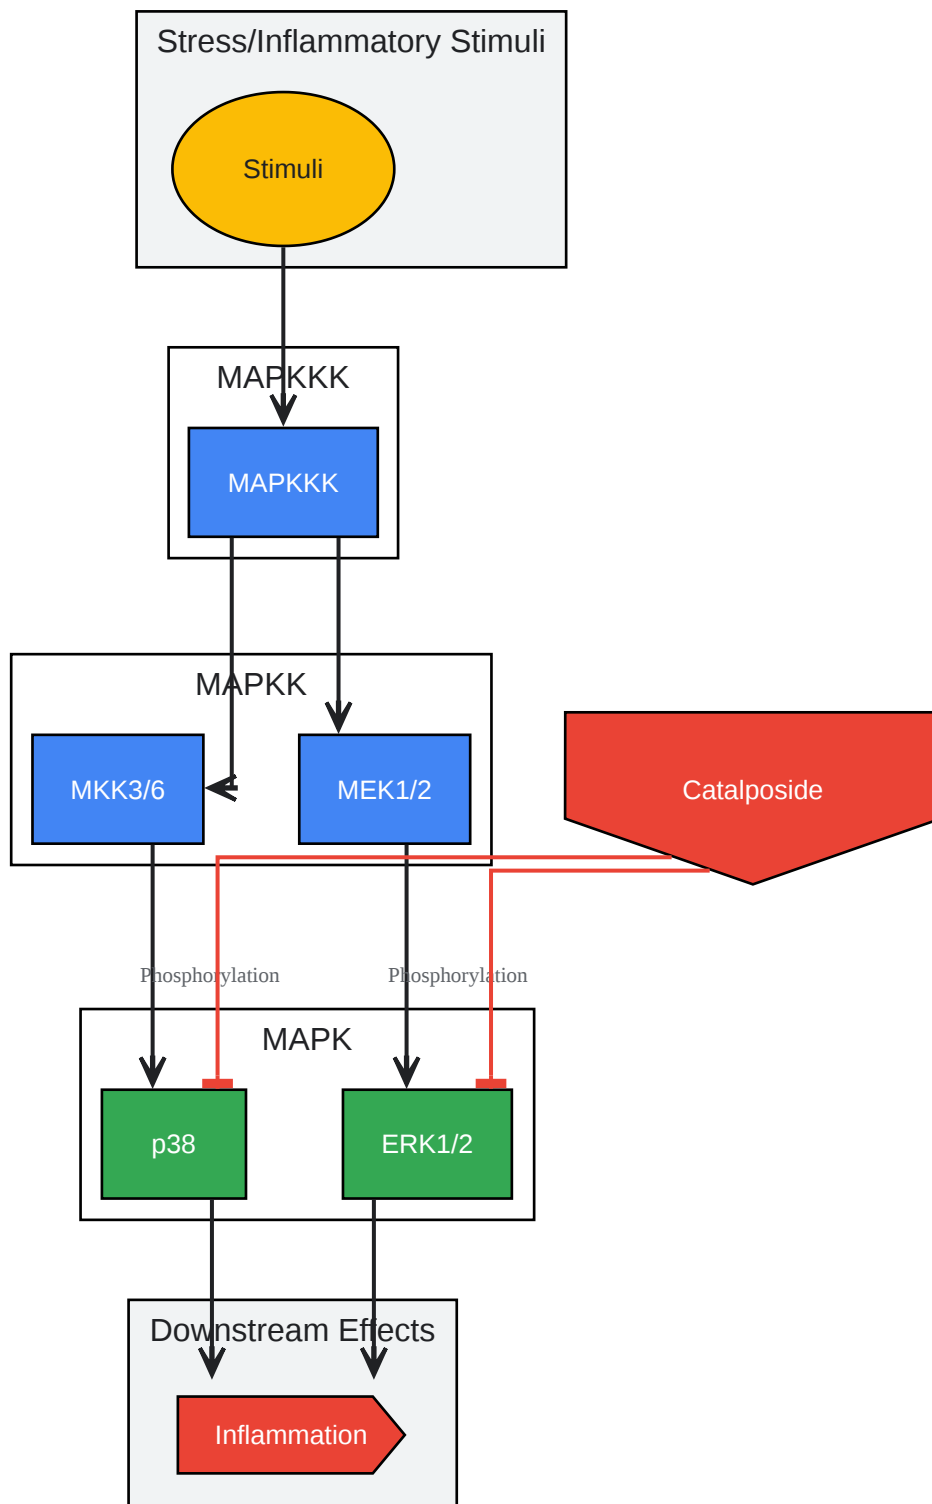 Stress/Inflammatory Stimuli
Stimuli
MAPKKK
MAPKKK
MAPKK
MKK3/6
MEK1/2
Catalposide
Phosphorylation
Phosphorylation
MAPK
p38
ERK1/2
Downstream Effects
Inflammation